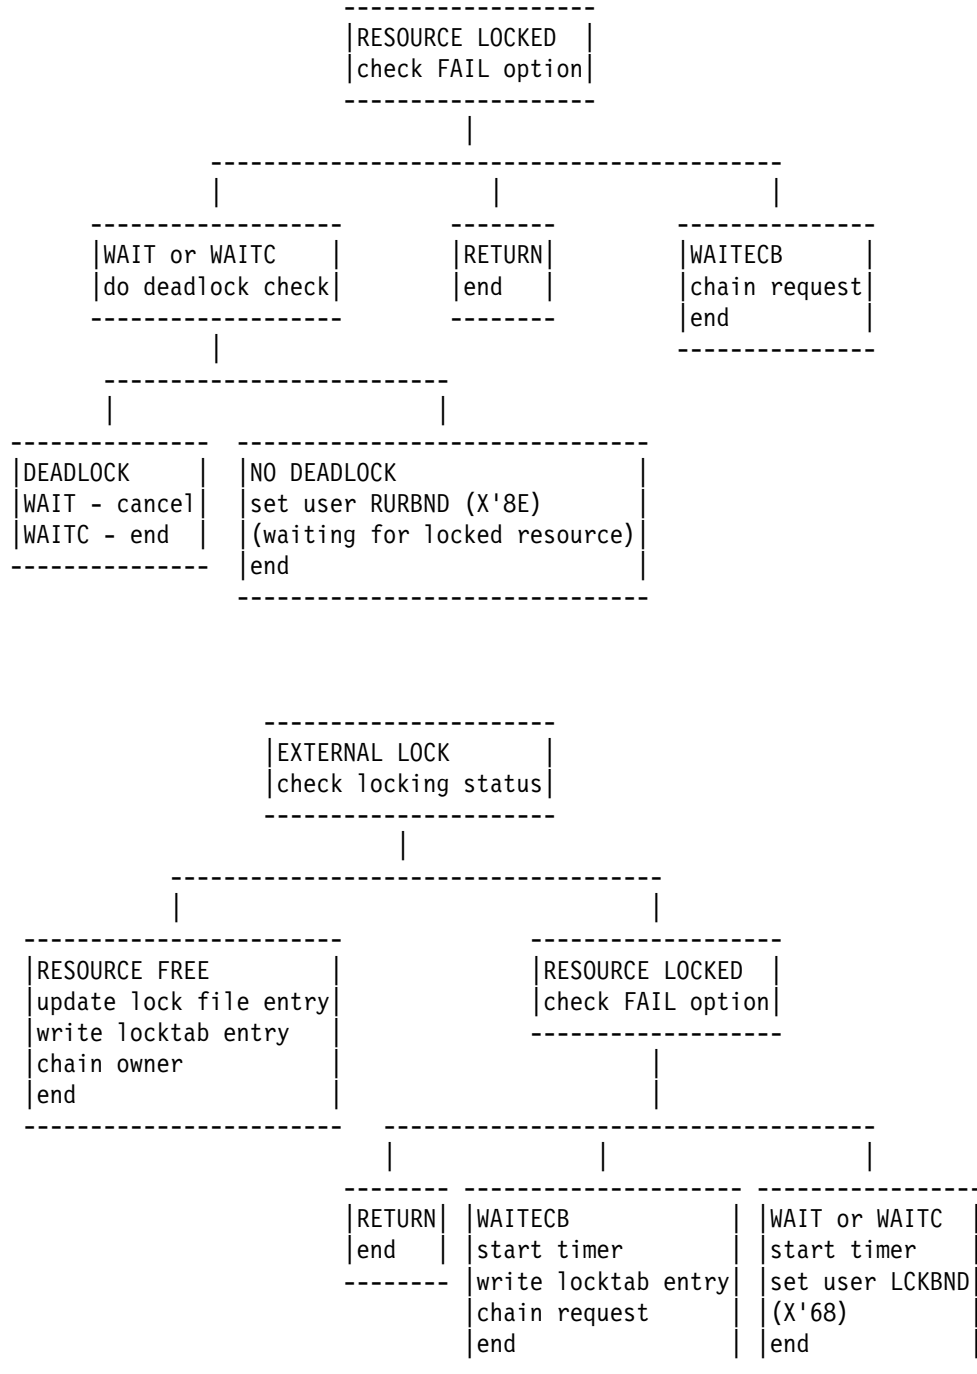 RESOURCE LOCKED
check FAIL option
WAIT or WAITC
do deadlock check
RETURN
end
WAITECB
chain request
end
DEADLOCK
WAIT - cancel
WAITC - end
NO DEADLOCK
set user RURBND (X'8E)
(waiting for locked resource)
end
EXTERNAL LOCK
check locking status
RESOURCE FREE
update lock file entry
write locktab entry
chain owner
end
RESOURCE LOCKED
check FAIL option
RETURN
end
WAITECB
start timer
write locktab entry
chain request
end
WAIT or WAITC
start timer
set user LCKBND
(X'68)
end